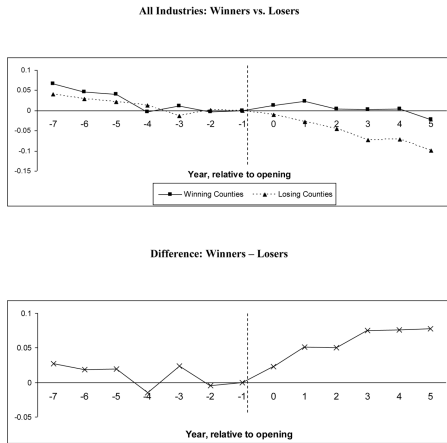 All Industries: Winners vs. Losers
0.1
0.05
0
-0.05
-0.1
-0.15
-7 -6 -5 -4 -3 -2 -1 0 1 2 3 4 5
Year, relative to opening
Winning Counties Losing Counties
Difference: Winners – Losers
0.1
0.05
0
-0.05
-7 -6 -5 -4 -3 -2 -1 0 1 2 3 4 5
Year, relative to opening